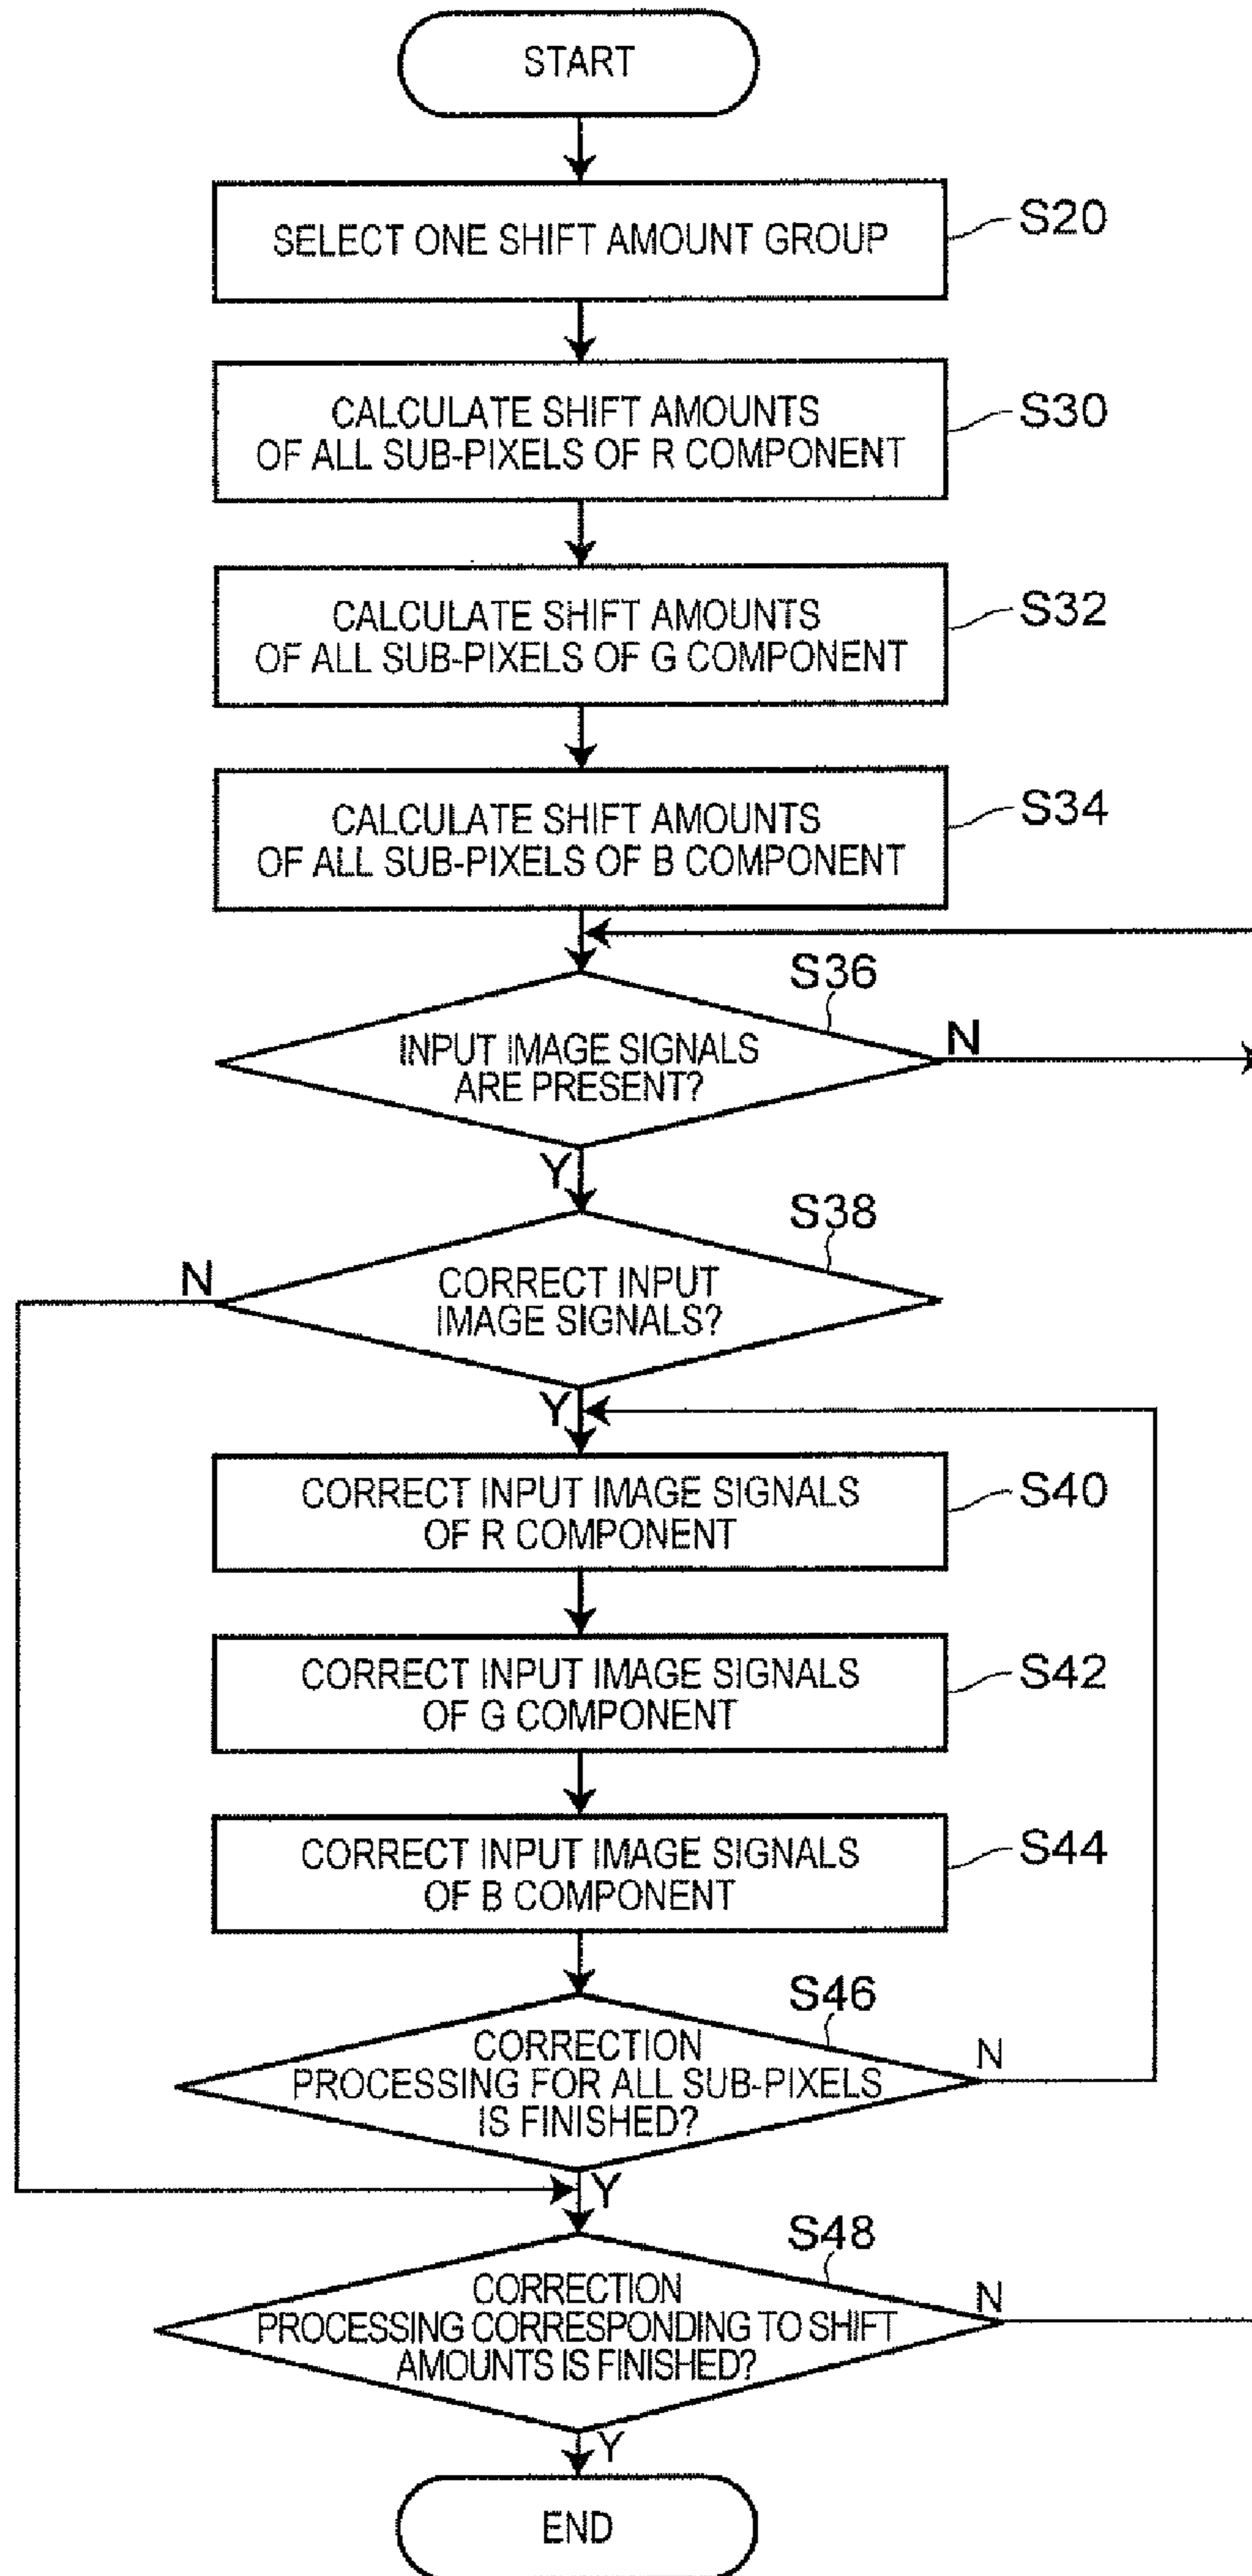 START
SELECT ONE SHIFT AMOUNT GROUP
S20
CALCULATE SHIFT AMOUNTS
OF ALL SUB-PIXELS OF R COMPONENT
S30
CALCULATE SHIFT AMOUNTS
OF ALL SUB-PIXELS OF G COMPONENT
S32
CALCULATE SHIFT AMOUNTS
OF ALL SUB-PIXELS OF B COMPONENT
S34
S36
INPUT IMAGE SIGNALS
ARE PRESENT?
N
Y
S38
N
CORRECT INPUT
IMAGE SIGNALS?
Y
CORRECT INPUT IMAGE SIGNALS
OF R COMPONENT
S40
CORRECT INPUT IMAGE SIGNALS
OF G COMPONENT
S42
CORRECT INPUT IMAGE SIGNALS
OF B COMPONENT
S44
S46
CORRECTION
PROCESSING FOR ALL SUB-PIXELS
IS FINISHED?
N
Y
S48
CORRECTION
PROCESSING CORRESPONDING TO SHIFT
AMOUNTS IS FINISHED?
N
Y
END